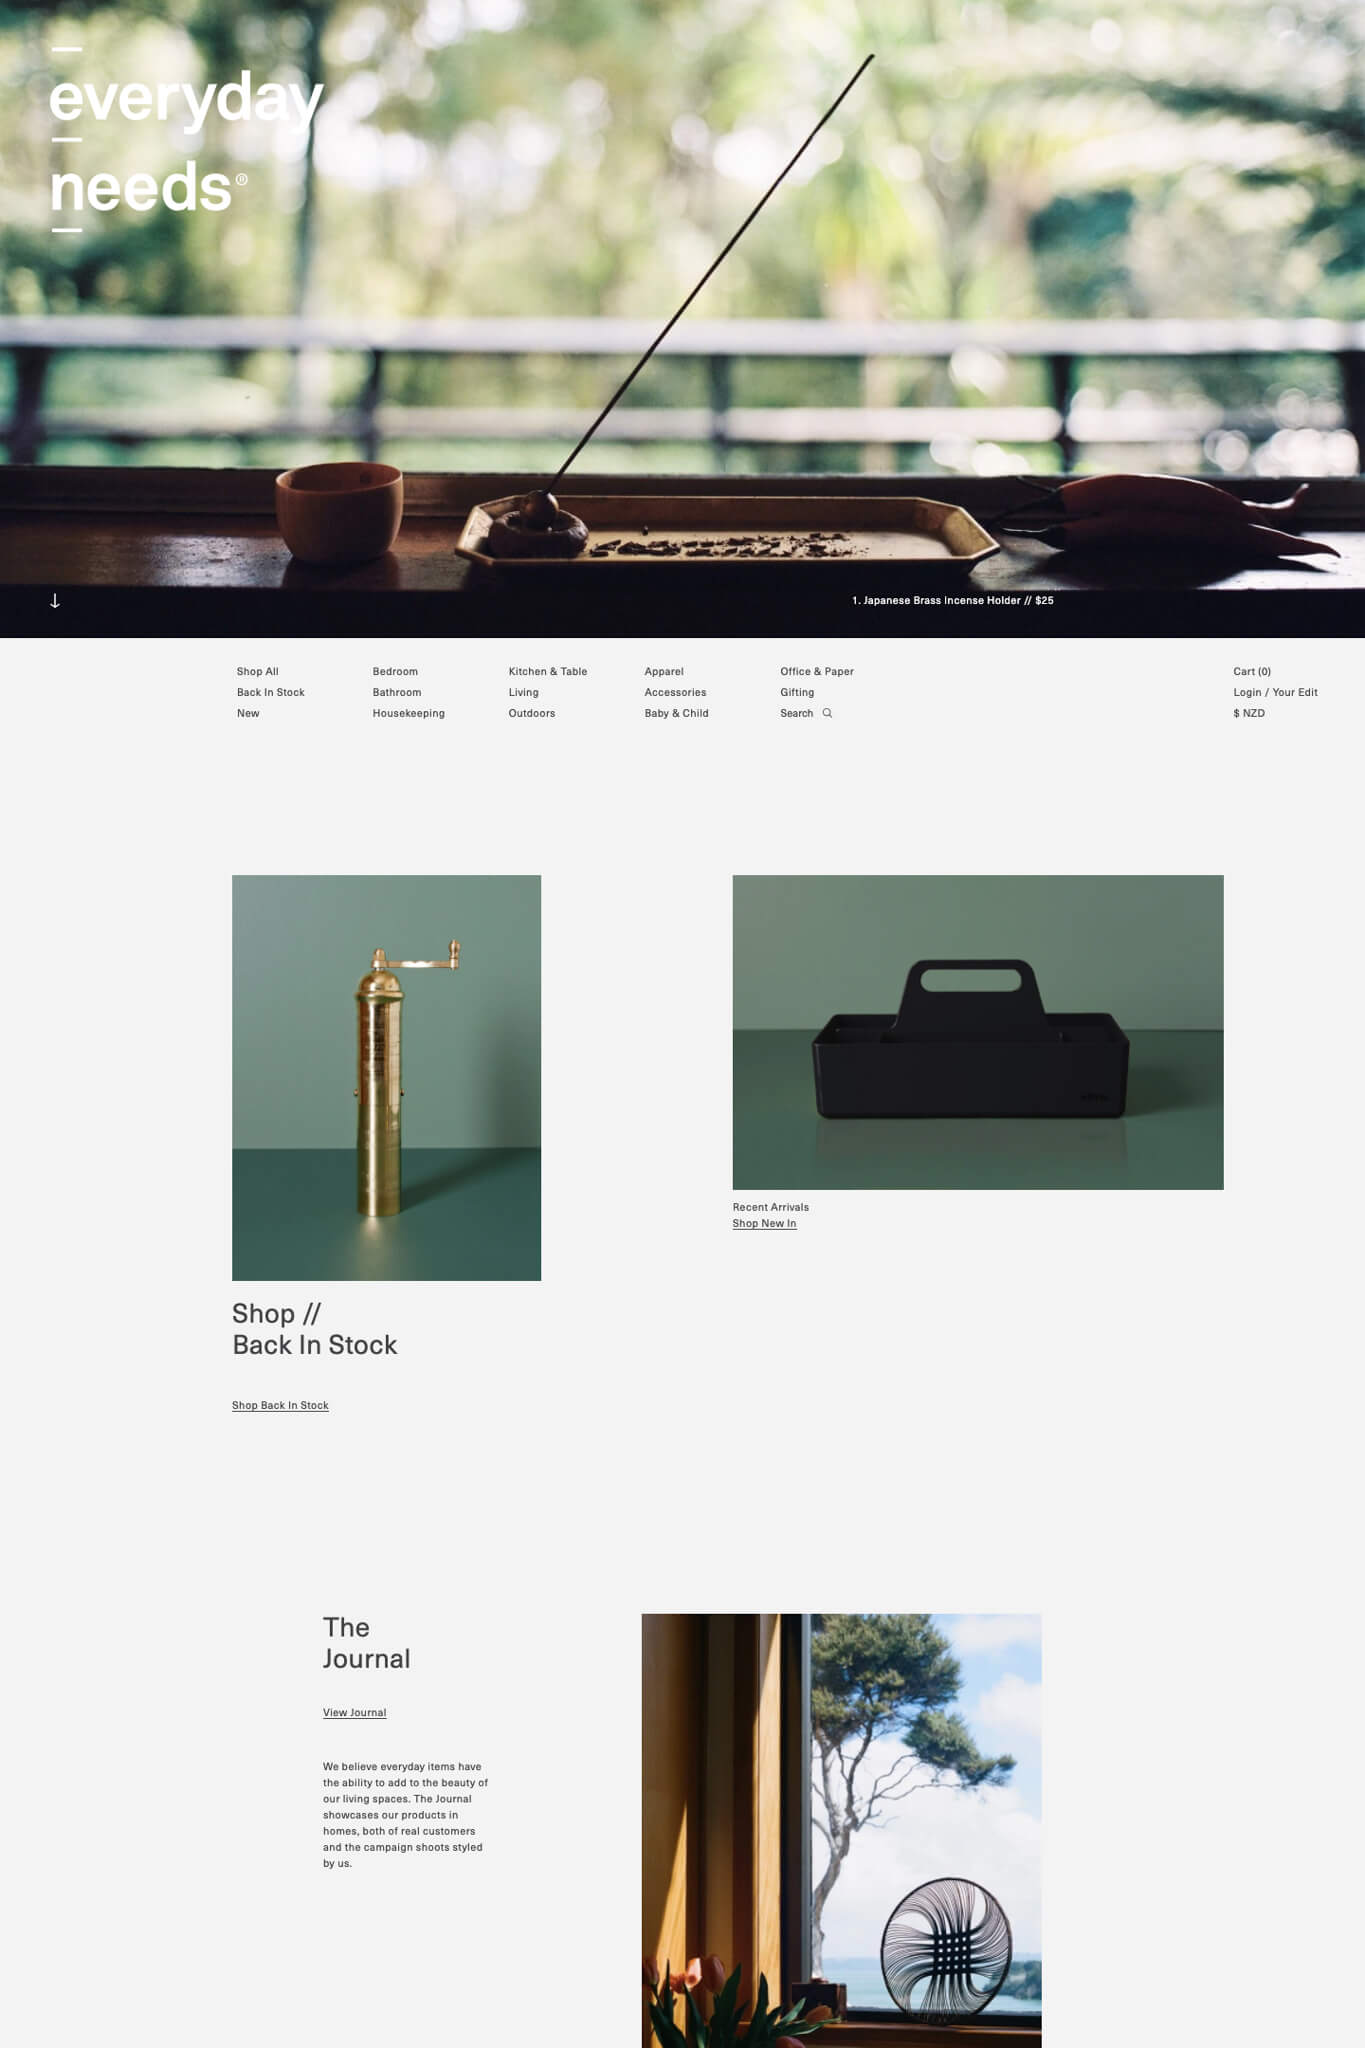 everyday
needs®
1. Japanese Brass Incense Holder // $25
Shop All
Back In Stock
New
Bedroom
Bathroom
Housekeeping
Kitchen & Table
Living
Outdoors
Apparel
Accessories
Baby & Child
Office & Paper
Gifting
Search
Cart (0)
Login / Your Edit
$ NZD
Shop //
Back In Stock
Shop Back In Stock
Recent Arrivals
Shop New In
The
Journal
View Journal
We believe everyday items have
the ability to add to the beauty of
our living spaces. The Journal
showcases our products in
homes, both of real customers
and the campaign shoots styled
by us.